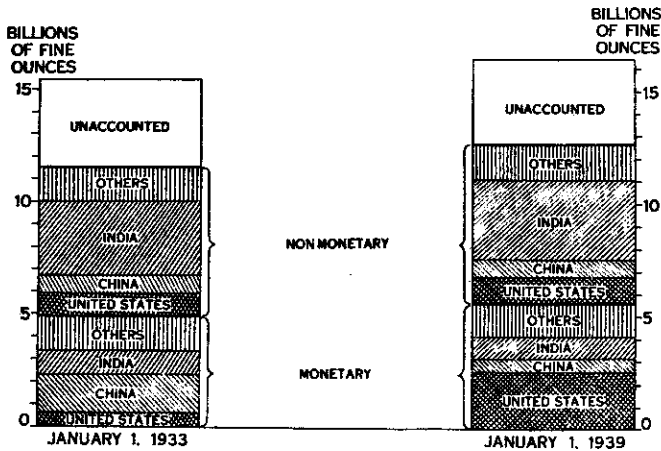 BILLIONS
OF FINE
OUNCES
15
10
5
0
UNACCOUNTED
OTHERS
INDIA
CHINA
UNITED STATES
OTHERS
INDIA
CHINA
UNITED STATES
JANUARY 1, 1933
NON MONETARY
MONETARY
BILLIONS
OF FINE
OUNCES
15
10
5
0
UNACCOUNTED
OTHERS
INDIA
CHINA
UNITED STATES
OTHERS
INDIA
CHINA
UNITED STATES
JANUARY 1, 1939